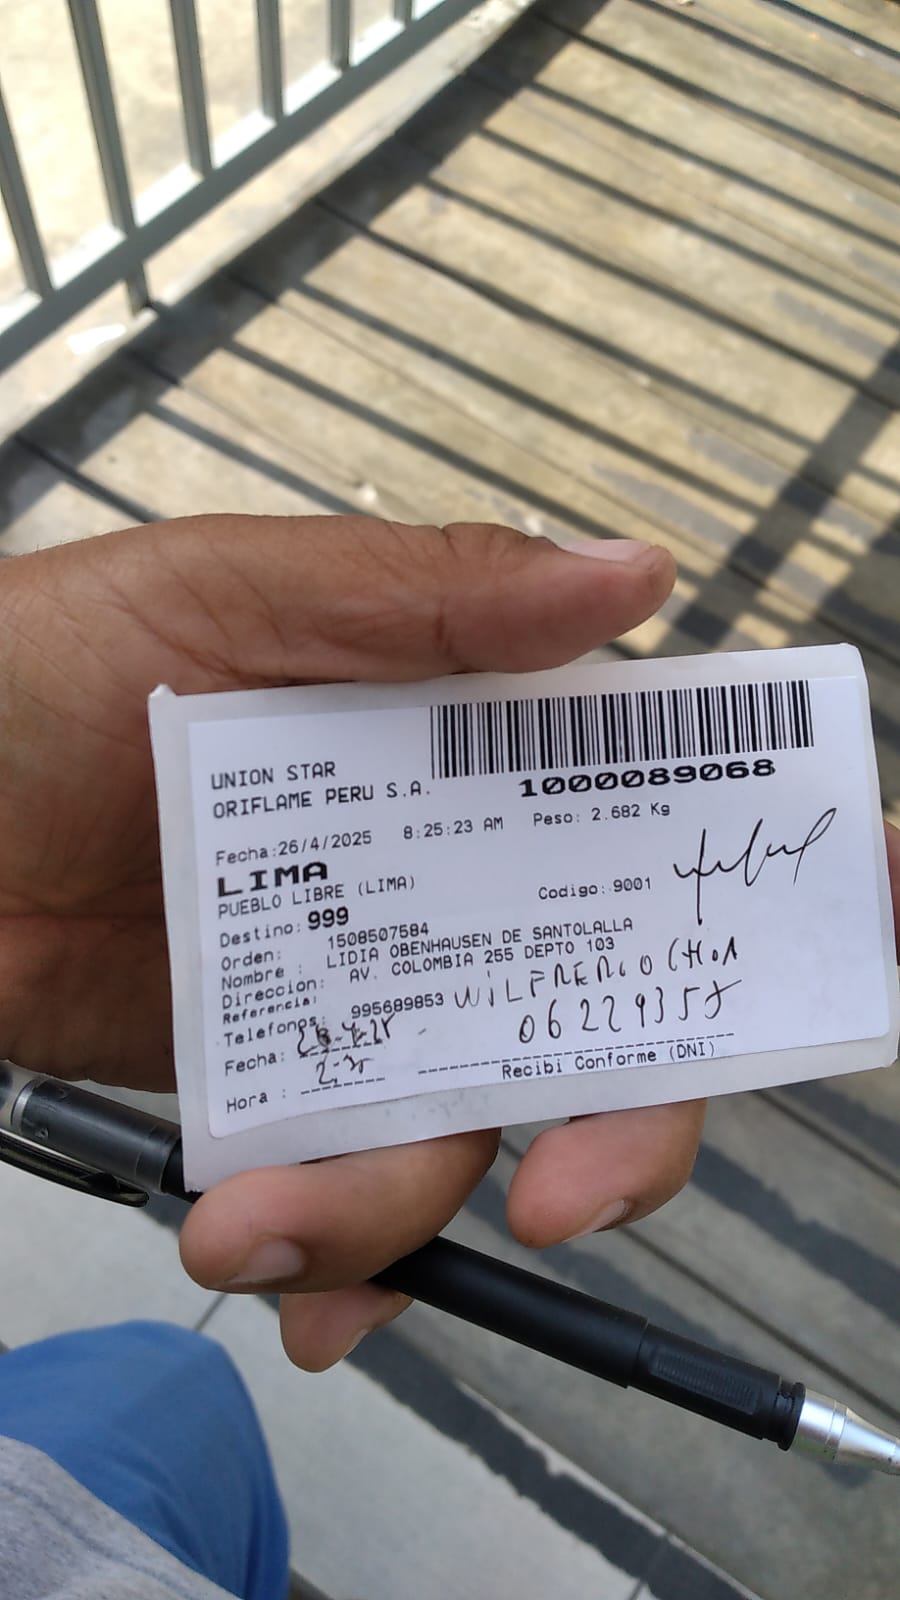 UNION STAR
ORIFLAME PERU S.A.
1000089068
Fecha:26/4/2025 8:25:23 AM Peso: 2.682 Kg
LIMA
PUEBLO LIBRE (LIMA)
Codigo: 9001
Destino: 999
Orden: 1508507584
Nombre : LIDIA OBENHAUSEN DE SANTOLALLA
Direccion: AV. COLOMBIA 255 DEPTO 103
Referencia:
Telefonos: 995689853
WILFREDO
Fecha:
Hora :
Recibi Conforme (DNI)